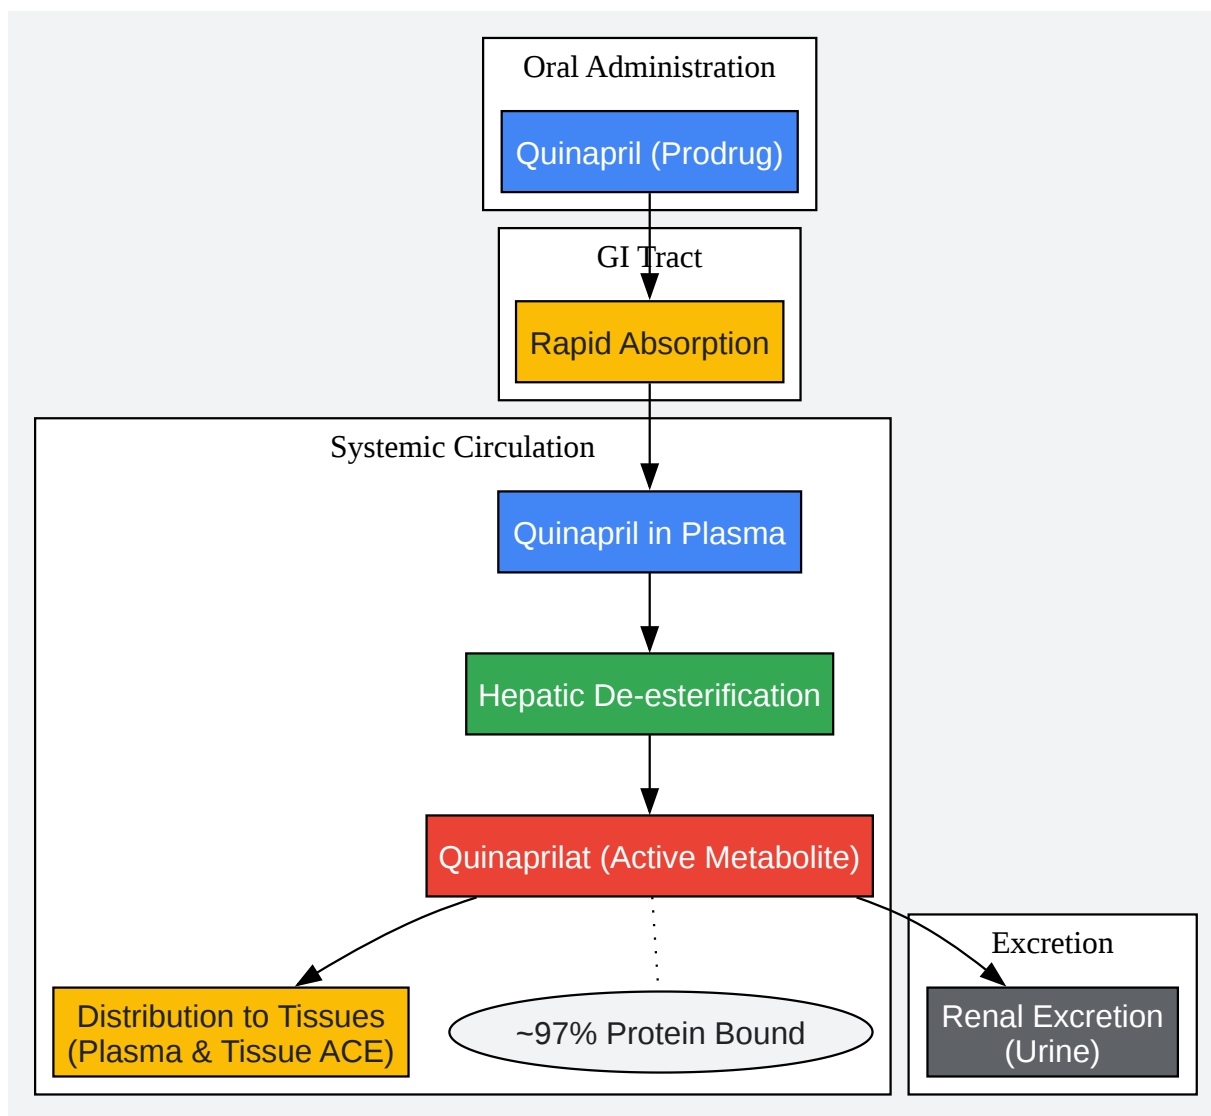 Oral Administration
Quinapril (Prodrug)
GI Tract
Rapid Absorption
Systemic Circulation
Quinapril in Plasma
Hepatic De-esterification
Quinaprilat (Active Metabolite)
Distribution to Tissues
(Plasma & Tissue ACE)
~97% Protein Bound
Excretion
Renal Excretion
(Urine)